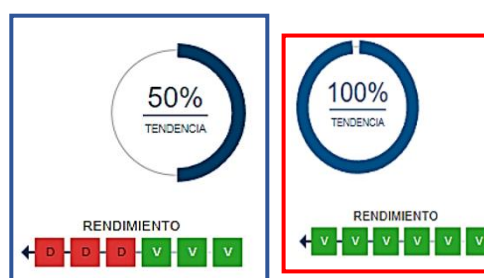 50%
TENDENCIA
RENDIMIENTO
D D D V V V
100%
TENDENCIA
RENDIMIENTO
V V V V V V